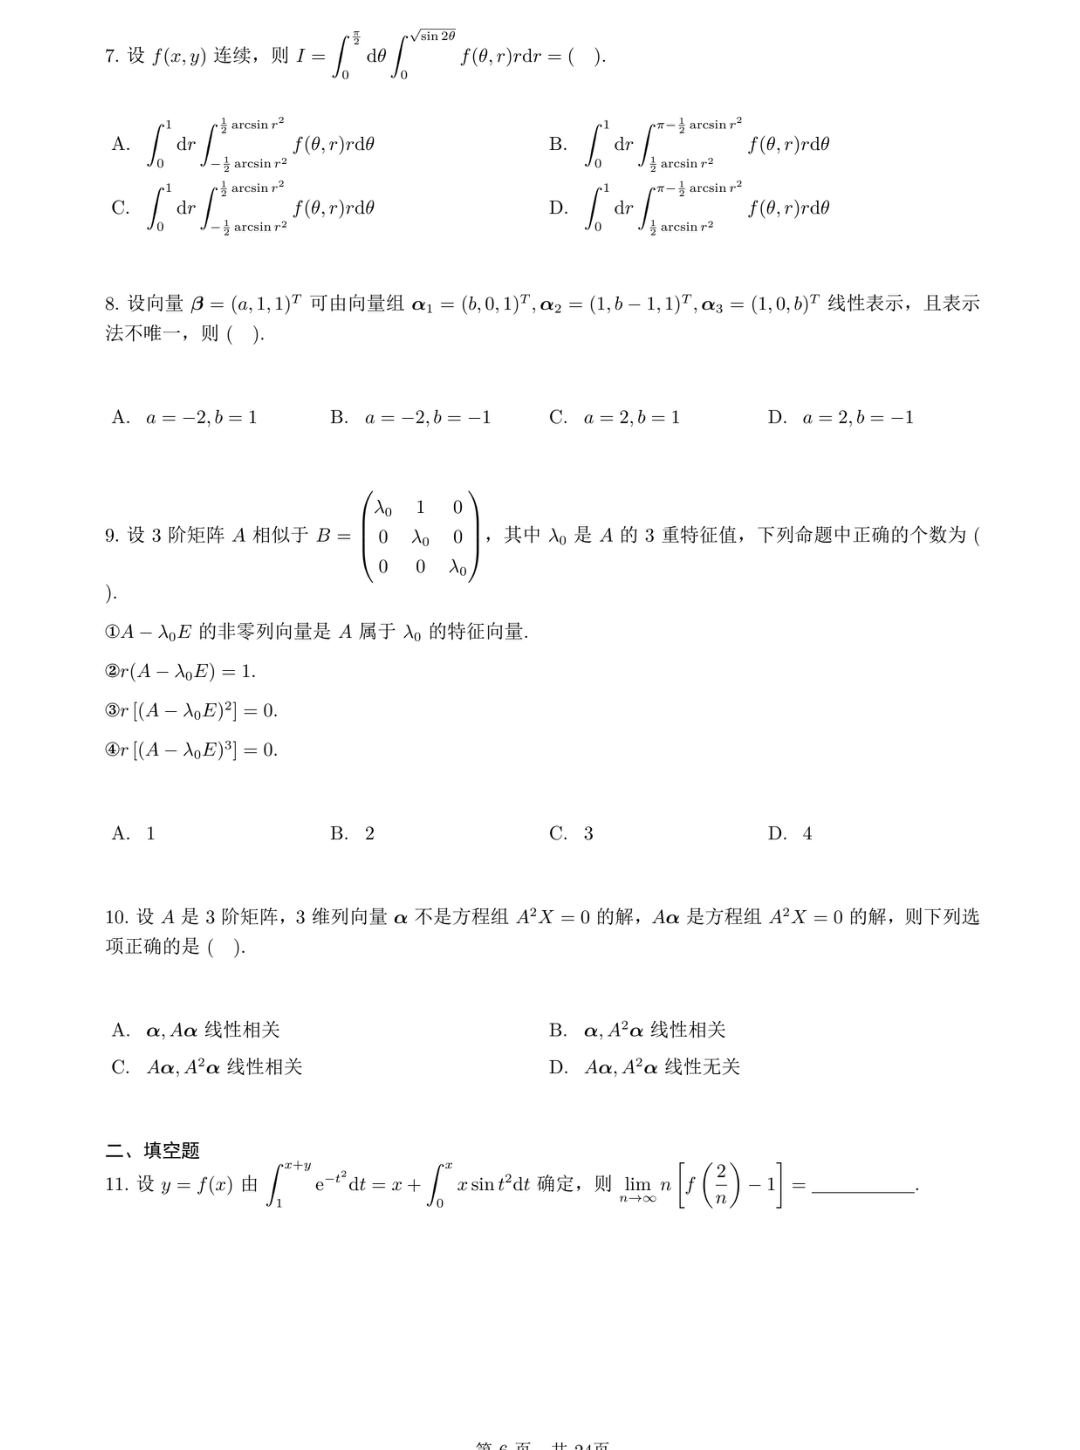 7. 设 f(x, y) 连续，则 I = ∫_0^{π/2} dθ ∫_0^{√(sin 2θ)} f(θ, r)rdr = (   ).
A. ∫_0^1 dr ∫_{-1/2 arcsin r²}^{1/2 arcsin r²} f(θ, r)rdθ   B. ∫_0^1 dr ∫_{1/2 arcsin r²}^{π-1/2 arcsin r²} f(θ, r)rdθ
C. ∫_0^1 dr ∫_{-1/2 arcsin r²}^{1/2 arcsin r²} f(θ, r)rdθ   D. ∫_0^1 dr ∫_{1/2 arcsin r²}^{π-1/2 arcsin r²} f(θ, r)rdθ
8. 设向量 β = (a, 1, 1)^T 可由向量组 α₁ = (b, 0, 1)^T, α₂ = (1, b − 1, 1)^T, α₃ = (1, 0, b)^T 线性表示，且表示
法不唯一，则 (   ).
A. a = −2, b = 1   B. a = −2, b = −1   C. a = 2, b = 1   D. a = 2, b = −1
9. 设 3 阶矩阵 A 相似于 B = (λ₀ 1 0; 0 λ₀ 0; 0 0 λ₀)，其中 λ₀ 是 A 的 3 重特征值，下列命题中正确的个数为 (
).
①A − λ₀E 的非零列向量是 A 属于 λ₀ 的特征向量.
②r(A − λ₀E) = 1.
③r [(A − λ₀E)²] = 0.
④r [(A − λ₀E)³] = 0.
A. 1   B. 2   C. 3   D. 4
10. 设 A 是 3 阶矩阵，3 维列向量 α 不是方程组 A²X = 0 的解，Aα 是方程组 A²X = 0 的解，则下列选
项正确的是 (   ).
A. α, Aα 线性相关   B. α, A²α 线性相关
C. Aα, A²α 线性相关   D. Aα, A²α 线性无关
二、填空题
11. 设 y = f(x) 由 ∫_1^{x+y} e^{−t²}dt = x + ∫_0^x x sin t²dt 确定，则 lim_{n→∞} n [f (2/n) − 1] = ________.
第 6 页，共 24页